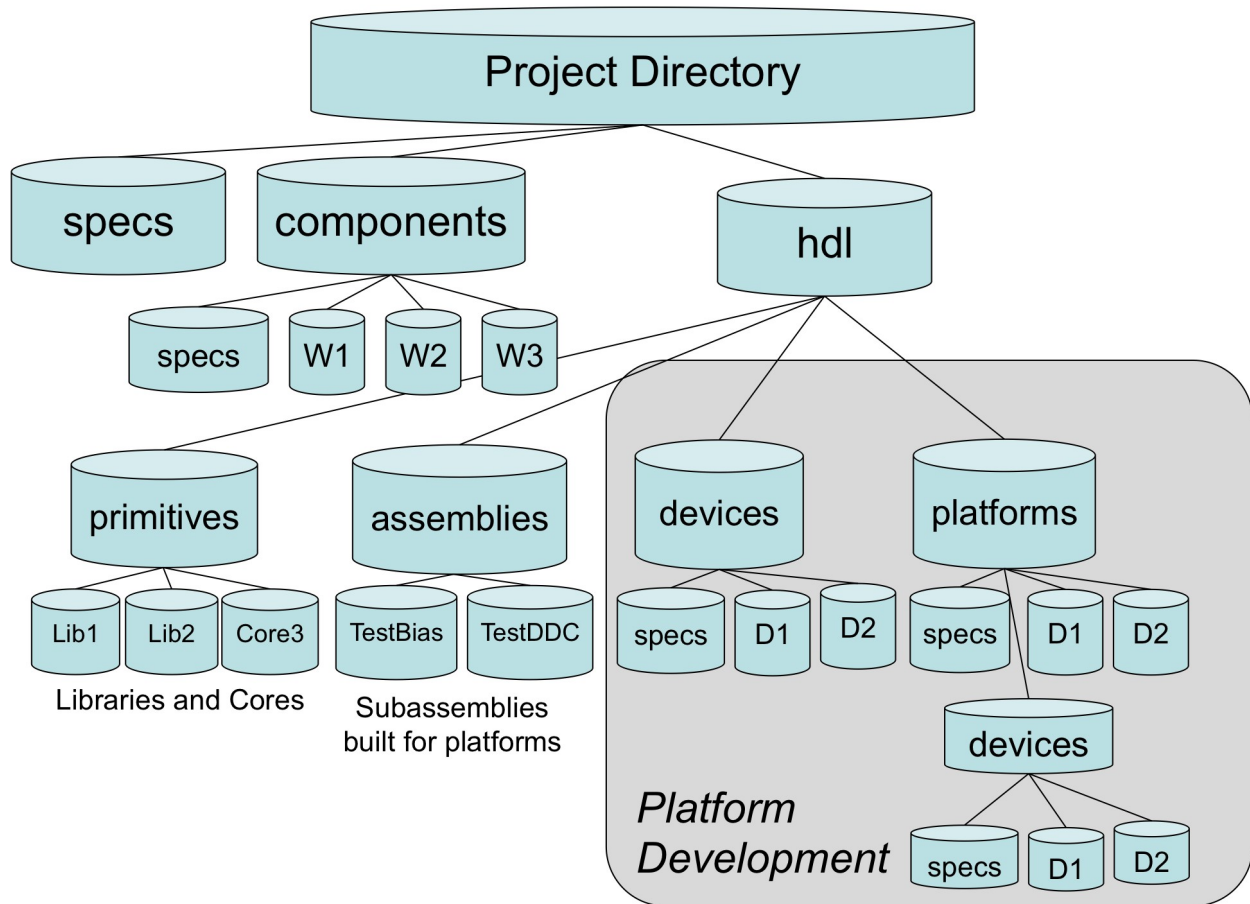 Project Directory
specs
components
hdl
specs
W1
W2
W3
primitives
assemblies
devices
platforms
Lib1
Lib2
Core3
TestBias
TestDDC
specs
D1
D2
specs
D1
D2
Libraries and Cores
Subassemblies
built for platforms
devices
Platform
Development
specs
D1
D2